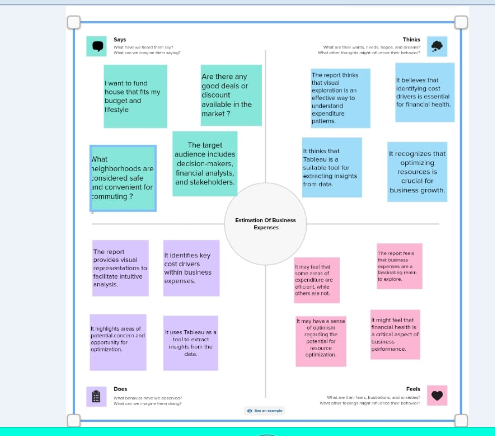 Says
What have we heard them say?
What can we imagine them saying?
Thinks
What are their wants, needs, hopes, and dreams?
What other thoughts might influence their behavior?
I want to fund
house that fits my
budget and
lifestyle
Are there any
good deals or
discount
available in the
market ?
What
neighborhoods are
considered safe
and convenient for
commuting ?
The target
audience includes
decision-makers,
financial analysts,
and stakeholders.
The report thinks
that visual
exploration is an
effective way to
understand
expenditure
patterns.
It believes that
identifying cost
drivers is essential
for financial health.
It thinks that
Tableau is a
suitable tool for
extracting insights
from data.
It recognizes that
optimizing
resources is
crucial for
business growth.
Estimation Of Business
Expenses
The report
provides visual
representations to
facilitate intuitive
analysis.
It identifies key
cost drivers
within business
expenses.
It highlights areas of
potential concern and
opportunity for
optimization.
It uses Tableau as a
tool to extract
insights from the
data.
It may feel that
some areas of
expenditure are
efficient, while
others are not.
The report feels
that business
expenses are a
fascinating realm
to explore.
It may have a sense
of optimism
regarding the
potential for
resource
optimization.
It might feel that
financial health is
a critical aspect of
business
performance.
Does
What behavior have we observed?
What can we imagine them doing?
Feels
What are their fears, frustrations, and anxieties?
What other feelings might influence their behavior?
See an example